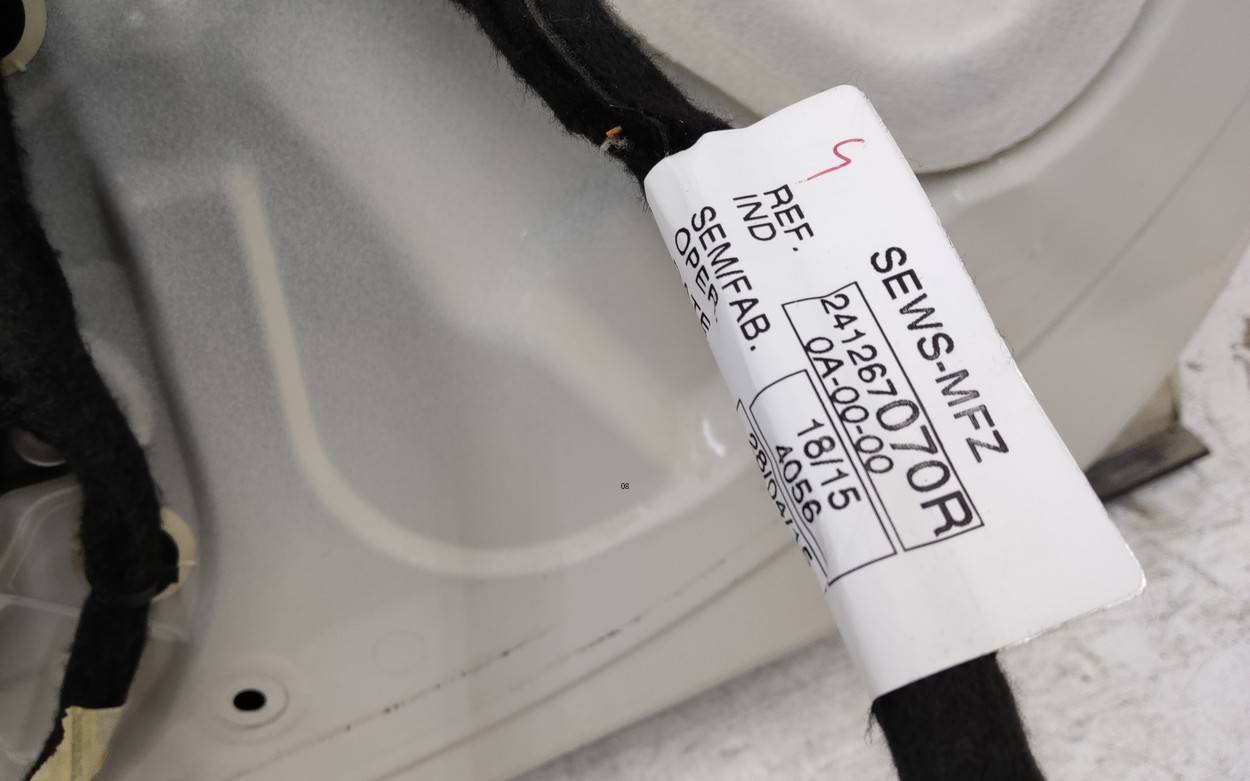 SEWS-MFZ
REF. 241267070R
IND 0A-00-00
SEM/FAB. 18/15
OPER. 4056
08